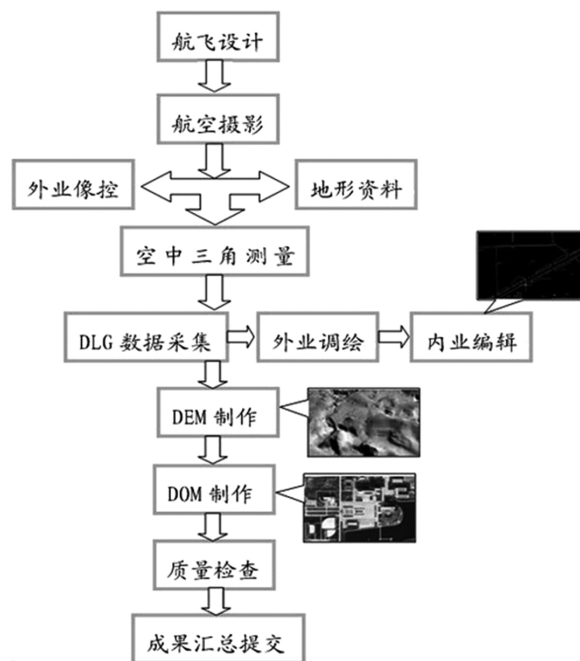 航飞设计
航空摄影
外业像控
地形资料
空中三角测量
DLG 数据采集
外业调绘
内业编辑
DEM 制作
DOM 制作
质量检查
成果汇总提交